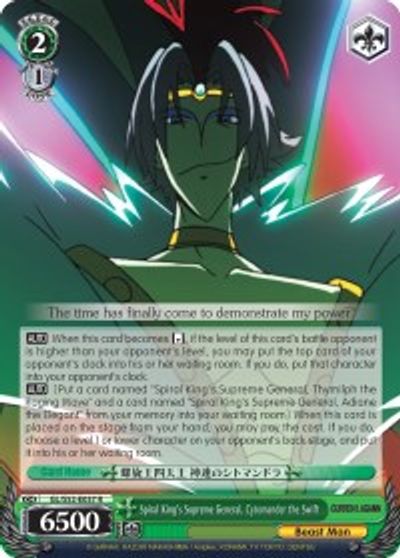 2
1
The time has finally come to demonstrate my power!
AUTO When this card becomes [ ], if the level of this card's battle opponent
is higher than your opponent's level, you may put the top card of your
opponent's clock into his or her waiting room. If you do, put that character
into your opponent's clock.
AUTO [Put a card named "Spiral King's Supreme General, Thymilph the
Raging Wave" and a card named "Spiral King's Supreme General, Adiane
the Elegant" from your memory into your waiting room] When this card is
placed on the stage from your hand, you may pay the cost. If you do,
choose a level 1 or higher character on your opponent's stage, and put
it into his or her waiting room.
Card Name 螺旋王四天王 神速のシトマンドラ
6500
Spiral King's Supreme General, Cytomander the Swift
GURREN LAGANN
Beast Man